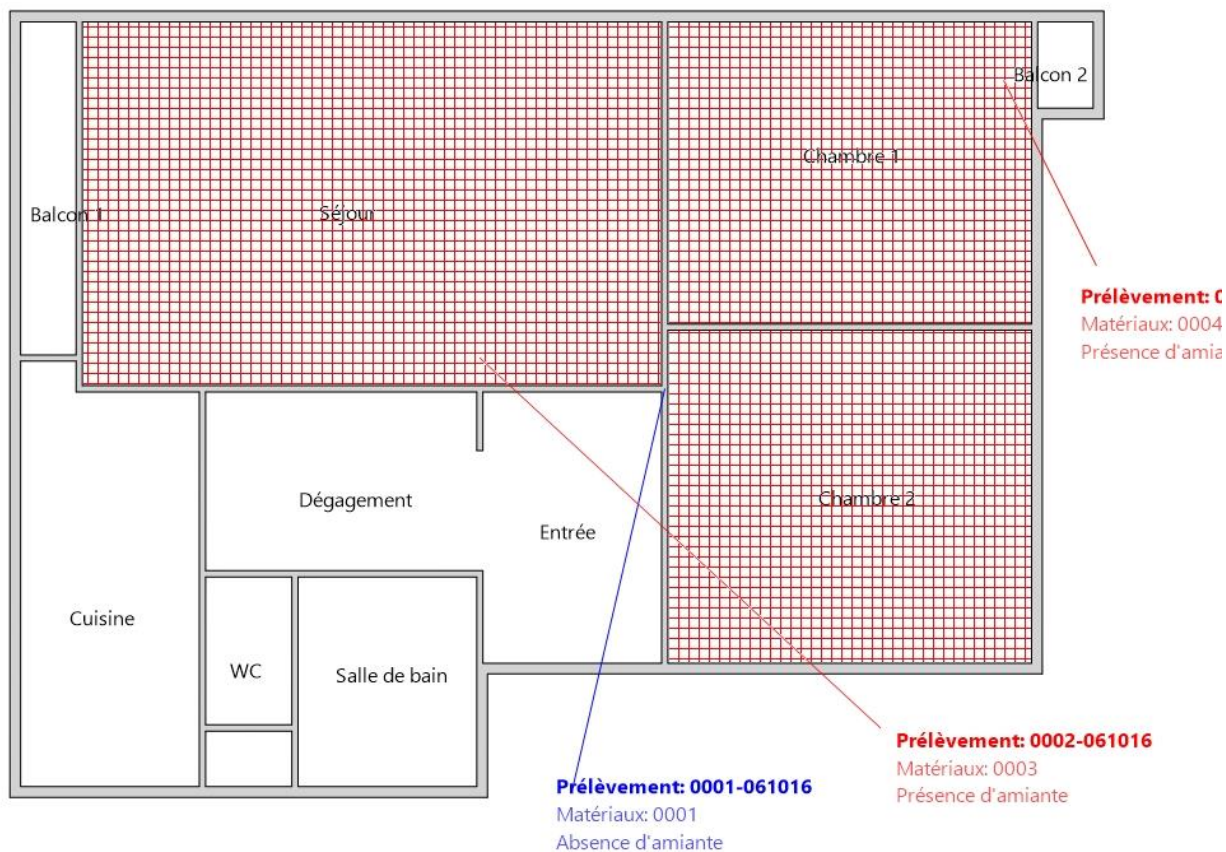 Balcon 2
Chambre 1
Balcon 1
Séjour
Prélèvement: 0
Matériaux: 0004
Présence d'amia
Chambre 2
Dégagement
Entrée
Cuisine
WC
Salle de bain
Prélèvement: 0002-061016
Matériaux: 0003
Présence d'amiante
Prélèvement: 0001-061016
Matériaux: 0001
Absence d'amiante